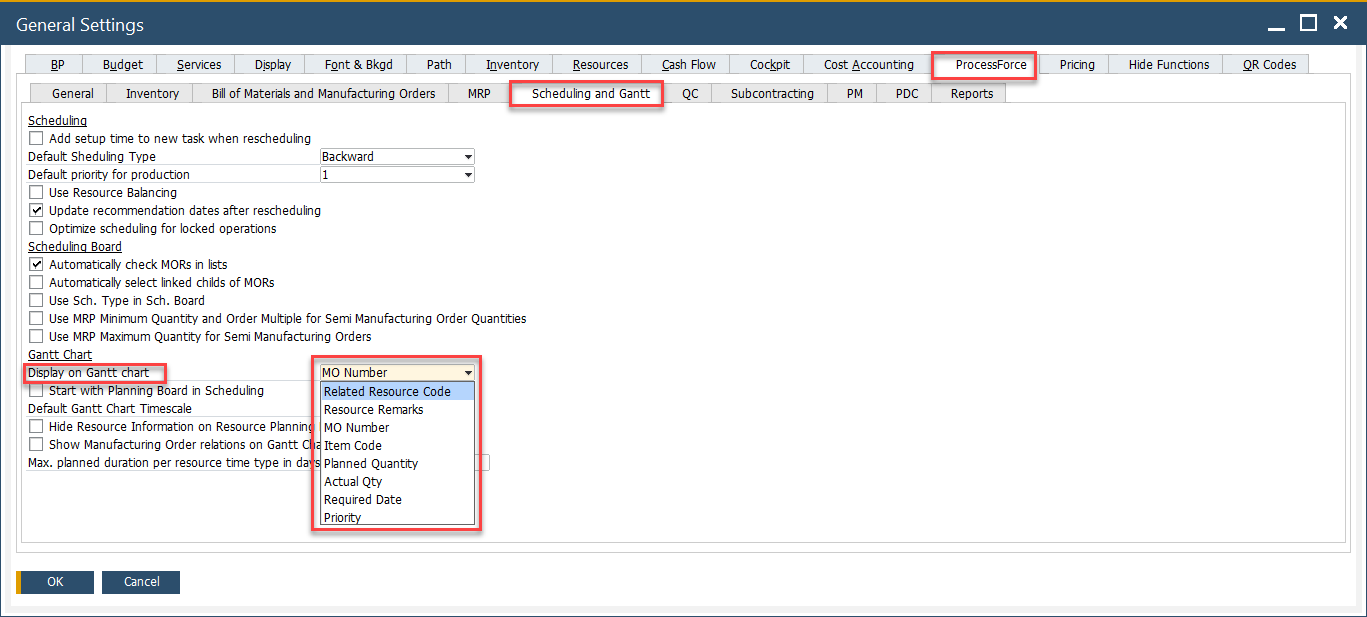 General Settings
BP Budget Services Display Font & Bkgd Path Inventory Resources Cash Flow Cockpit Cost Accounting ProcessForce Pricing Hide Functions QR Codes
General Inventory Bill of Materials and Manufacturing Orders MRP Scheduling and Gantt QC Subcontracting PM PDC Reports
Scheduling
Add setup time to new task when rescheduling
Default Sheduling Type Backward
Default priority for production 1
Use Resource Balancing
Update recommendation dates after rescheduling
Optimize scheduling for locked operations
Scheduling Board
Automatically check MORs in lists
Automatically select linked childs of MORs
Use Sch. Type in Sch. Board
Use MRP Minimum Quantity and Order Multiple for Semi Manufacturing Order Quantities
Use MRP Maximum Quantity for Semi Manufacturing Orders
Gantt Chart
Display on Gantt chart MO Number
Start with Planning Board in Scheduling Related Resource Code
Default Gantt Chart Timescale Resource Remarks
Hide Resource Information on Resource Planning MO Number
Show Manufacturing Order relations on Gantt Cha Item Code
Max. planned duration per resource time type in days Planned Quantity
Actual Qty
Required Date
Priority
OK Cancel